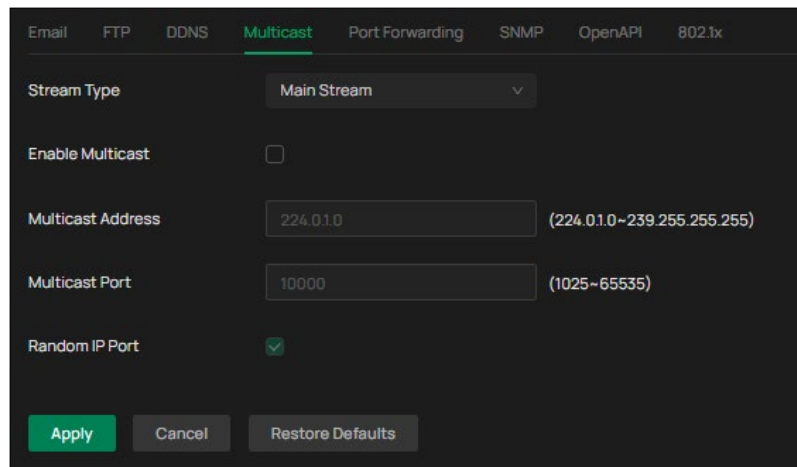 Email FTP DDNS Multicast Port Forwarding SNMP OpenAPI 802.1x
Stream Type Main Stream
Enable Multicast
Multicast Address 224.0.1.0 (224.0.1.0~239.255.255.255)
Multicast Port 10000 (1025~65535)
Random IP Port
Apply Cancel Restore Defaults